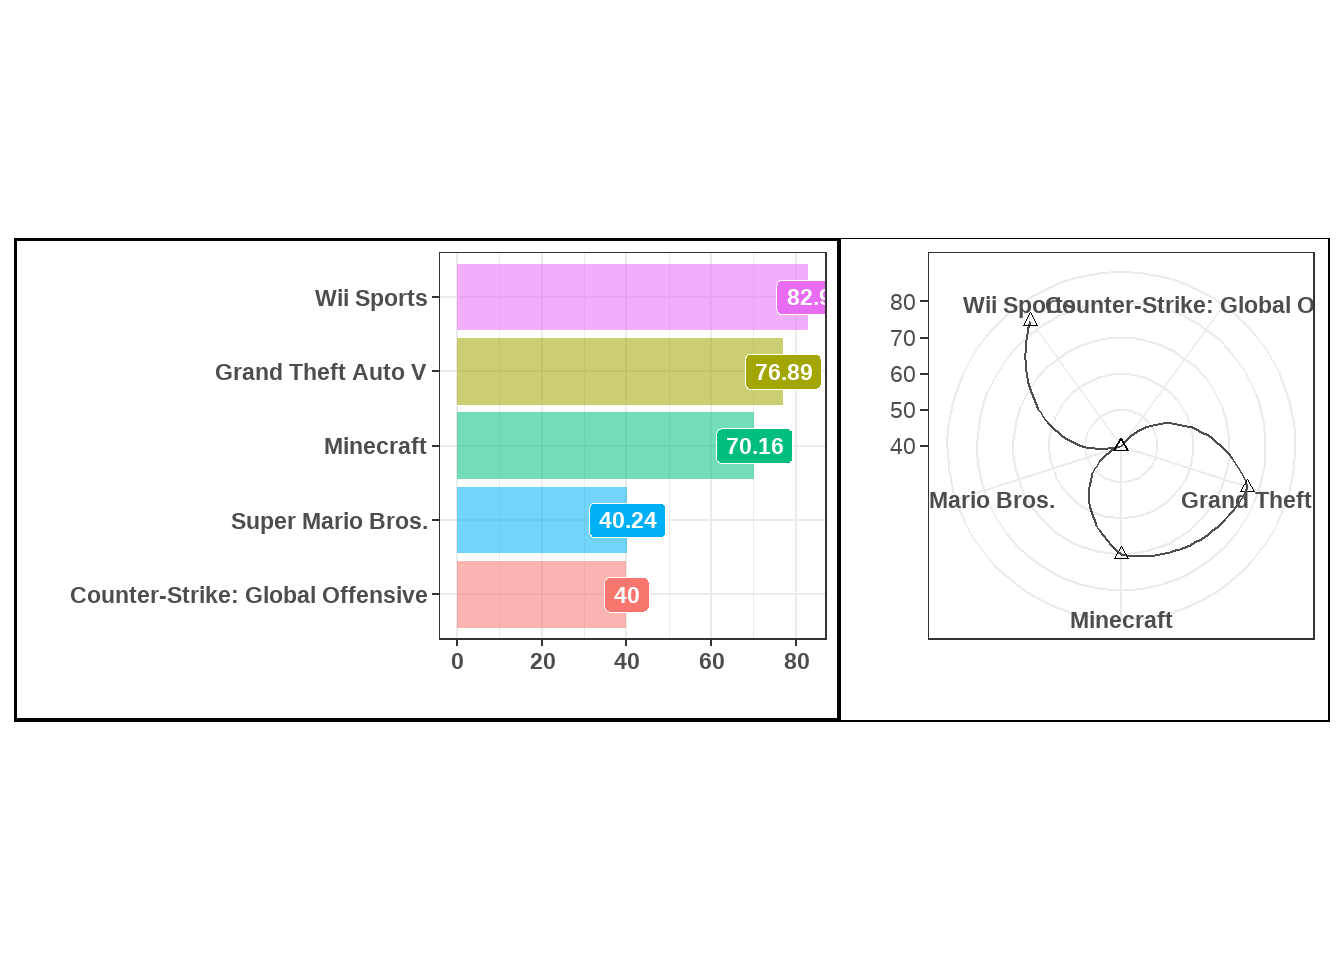 Wii Sports
Grand Theft Auto V
Minecraft
Super Mario Bros.
Counter-Strike: Global Offensive
82.9
76.89
70.16
40.24
40
0 20 40 60 80
80
70
60
50
40
Wii Sports
Counter-Strike: Global O
Mario Bros.
Grand Theft
Minecraft